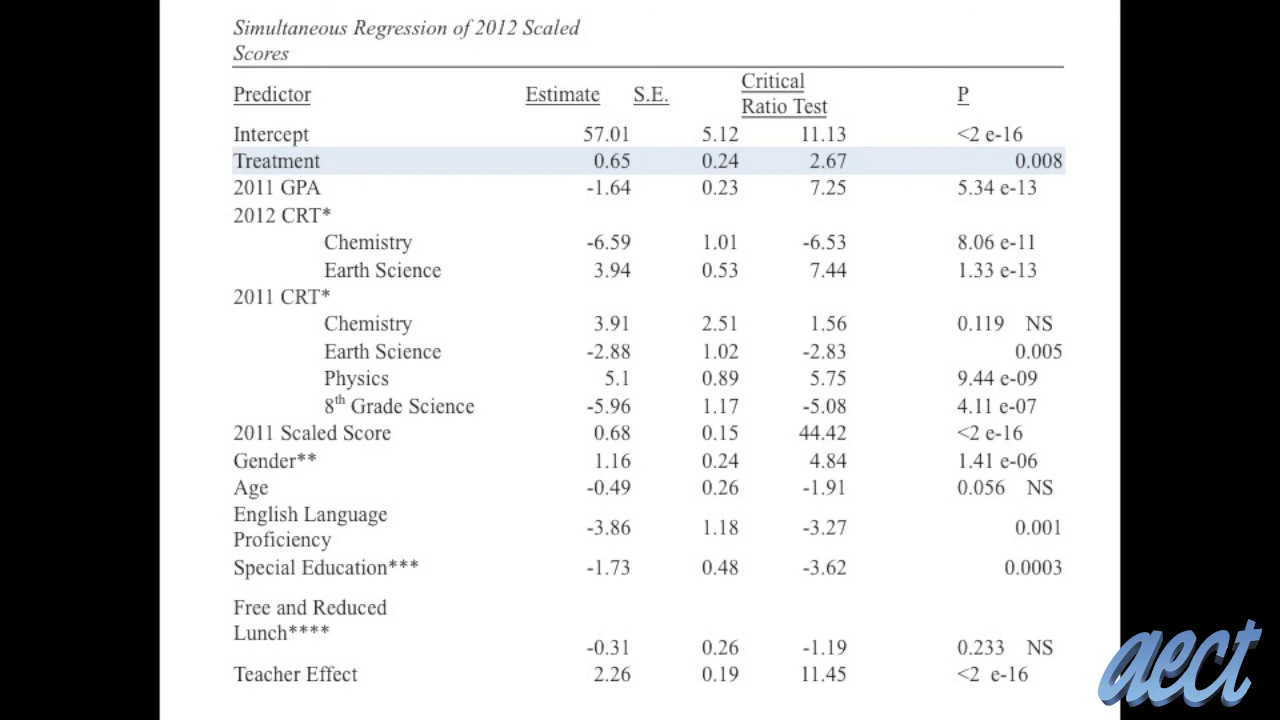 Simultaneous Regression of 2012 Scaled
Scores
Predictor Estimate S.E. Critical Ratio Test P
Intercept 57.01 5.12 11.13 <2 e-16
Treatment 0.65 0.24 2.67 0.008
2011 GPA -1.64 0.23 7.25 5.34 e-13
2012 CRT*
Chemistry -6.59 1.01 -6.53 8.06 e-11
Earth Science 3.94 0.53 7.44 1.33 e-13
2011 CRT*
Chemistry 3.91 2.51 1.56 0.119 NS
Earth Science -2.88 1.02 -2.83 0.005
Physics 5.1 0.89 5.75 9.44 e-09
8th Grade Science -5.96 1.17 -5.08 4.11 e-07
2011 Scaled Score 0.68 0.15 44.42 <2 e-16
Gender** 1.16 0.24 4.84 1.41 e-06
Age -0.49 0.26 -1.91 0.056 NS
English Language
Proficiency -3.86 1.18 -3.27 0.001
Special Education*** -1.73 0.48 -3.62 0.0003
Free and Reduced
Lunch****
-0.31 0.26 -1.19 0.233 NS
Teacher Effect 2.26 0.19 11.45 <2 e-16
aect